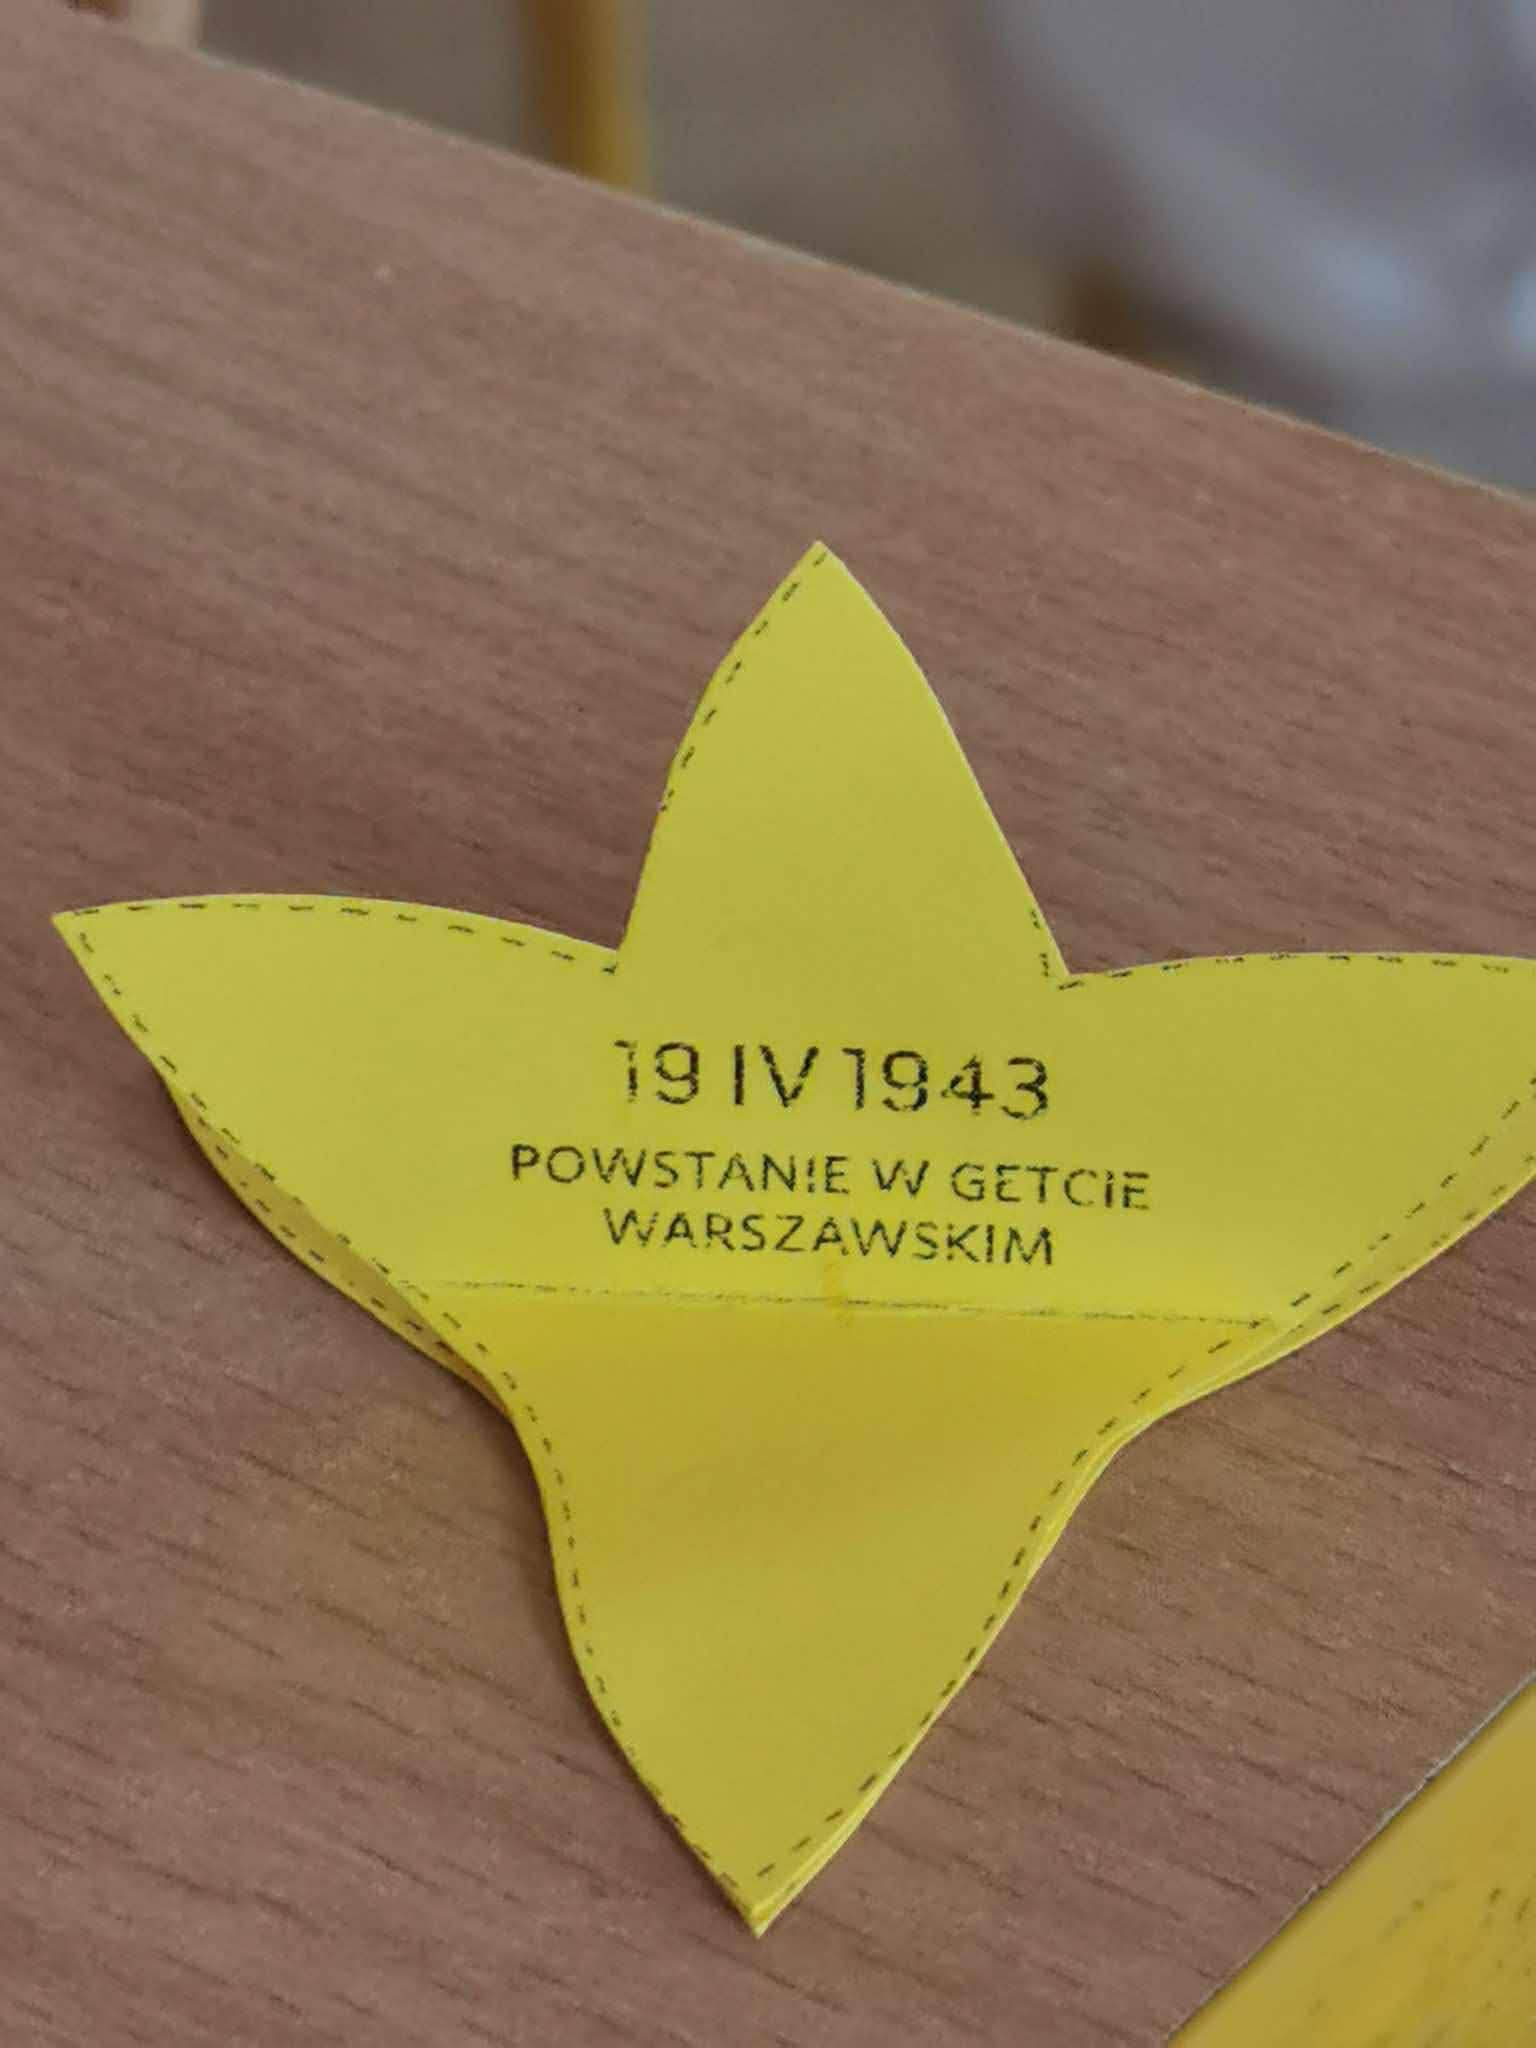 19 IV 1943
POWSTANIE W GETCIE
WARSZAWSKIM